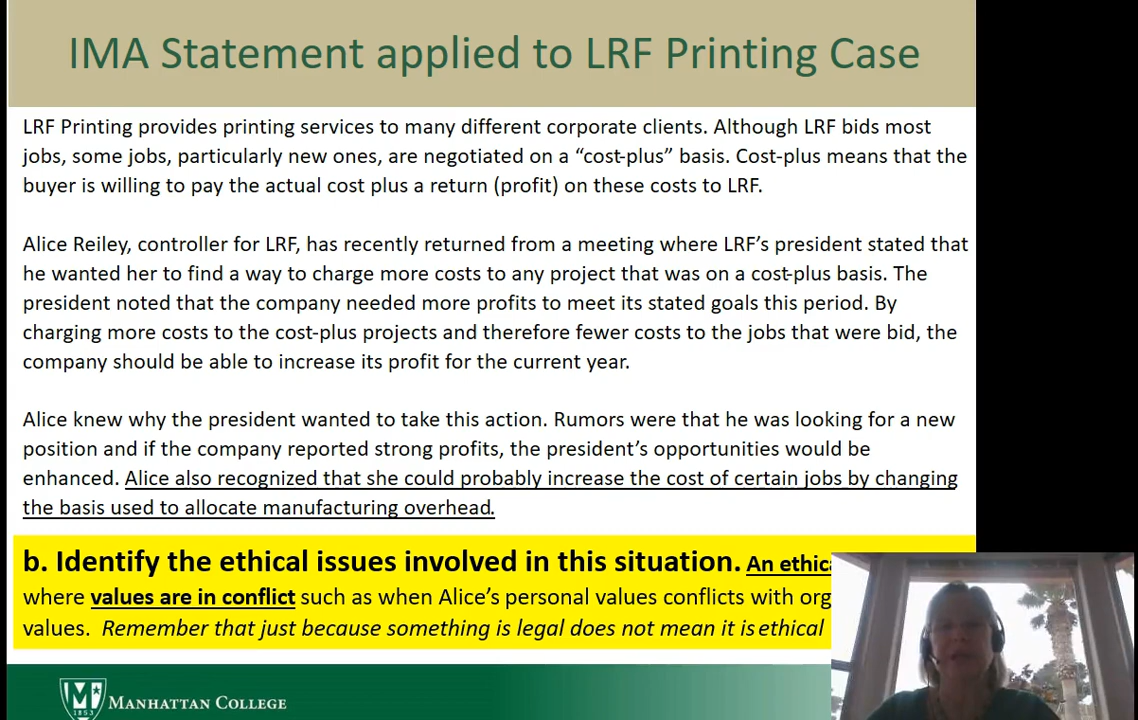 IMA Statement applied to LRF Printing Case
LRF Printing provides printing services to many different corporate clients. Although LRF bids most
jobs, some jobs, particularly new ones, are negotiated on a “cost-plus” basis. Cost-plus means that the
buyer is willing to pay the actual cost plus a return (profit) on these costs to LRF.
Alice Reiley, controller for LRF, has recently returned from a meeting where LRF’s president stated that
he wanted her to find a way to charge more costs to any project that was on a cost-plus basis. The
president noted that the company needed more profits to meet its stated goals this period. By
charging more costs to the cost-plus projects and therefore fewer costs to the jobs that were bid, the
company should be able to increase its profit for the current year.
Alice knew why the president wanted to take this action. Rumors were that he was looking for a new
position and if the company reported strong profits, the president’s opportunities would be
enhanced. Alice also recognized that she could probably increase the cost of certain jobs by changing
the basis used to allocate manufacturing overhead.
b. Identify the ethical issues involved in this situation. An
where values are in conflict such as when Alice’s personal values conflicts with
values. Remember that just because something is legal does not mean it is ethical
1853
MANHATTAN COLLEGE